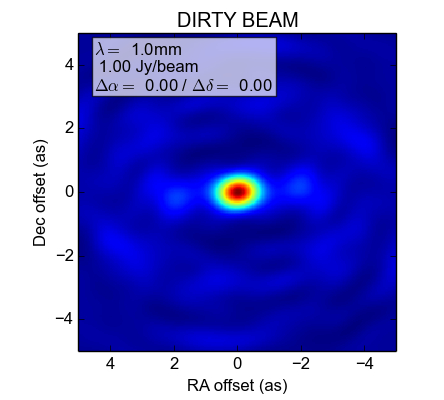 DIRTY BEAM
λ = 1.0mm
1.00 Jy/beam
Δα = 0.00 / Δδ = 0.00
4
2
0
−2
−4
Dec offset (as)
4 2 0 −2 −4
RA offset (as)